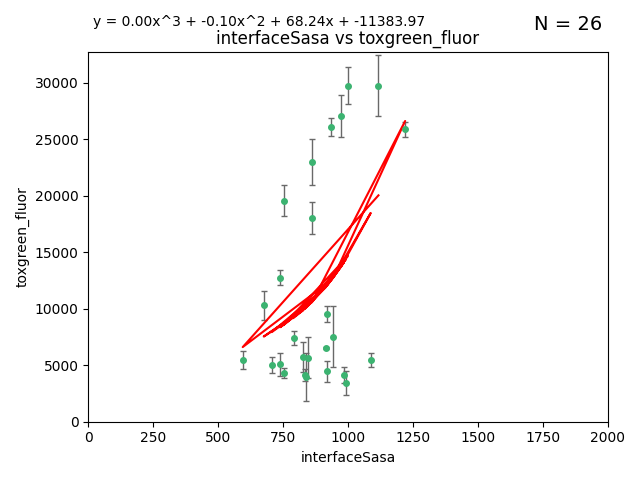 y = 0.00x^3 + -0.10x^2 + 68.24x + -11383.97
N = 26
interfaceSasa vs toxgreen_fluor
30000
25000
20000
15000
10000
5000
0
toxgreen_fluor
0 250 500 750 1000 1250 1500 1750 2000
interfaceSasa